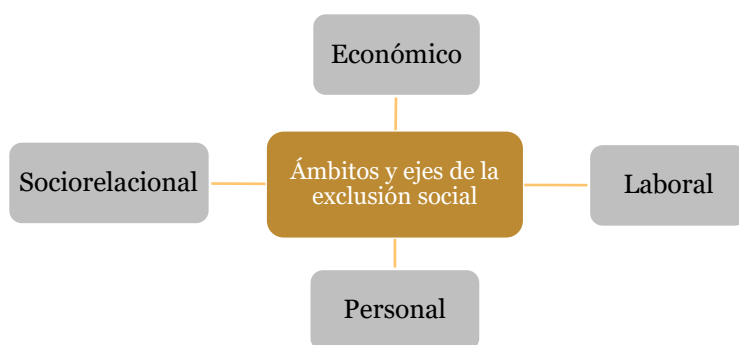 Económico
Sociorelacional
Ámbitos y ejes de la
exclusión social
Laboral
Personal